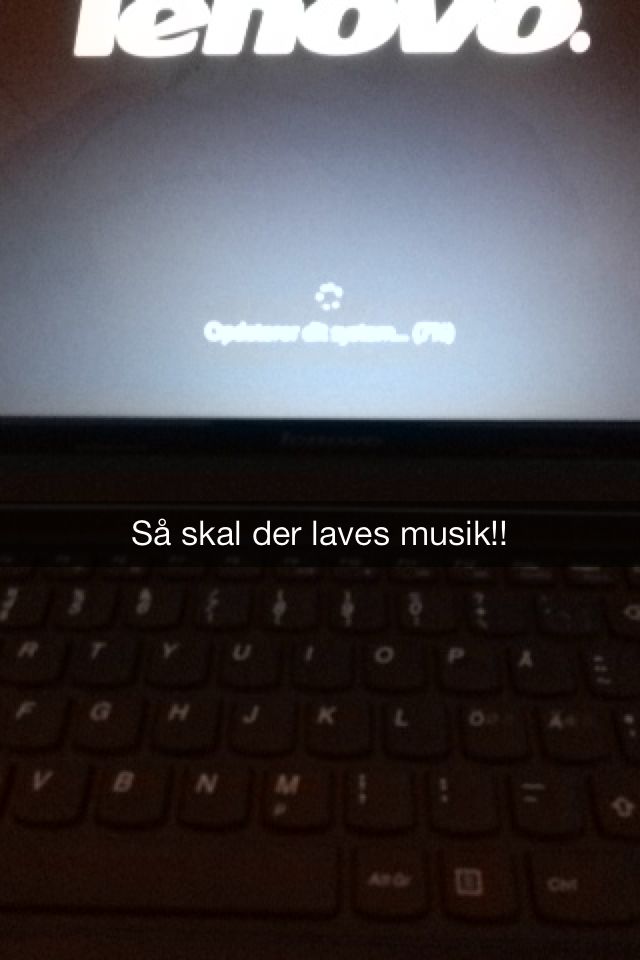 lenovo.
Opdaterer dit system... (7%)
lenovo
Så skal der laves musik!!
R T Y U I O P Å
F G H J K L Ö Ä
V B N M
Alt Gr Ctrl